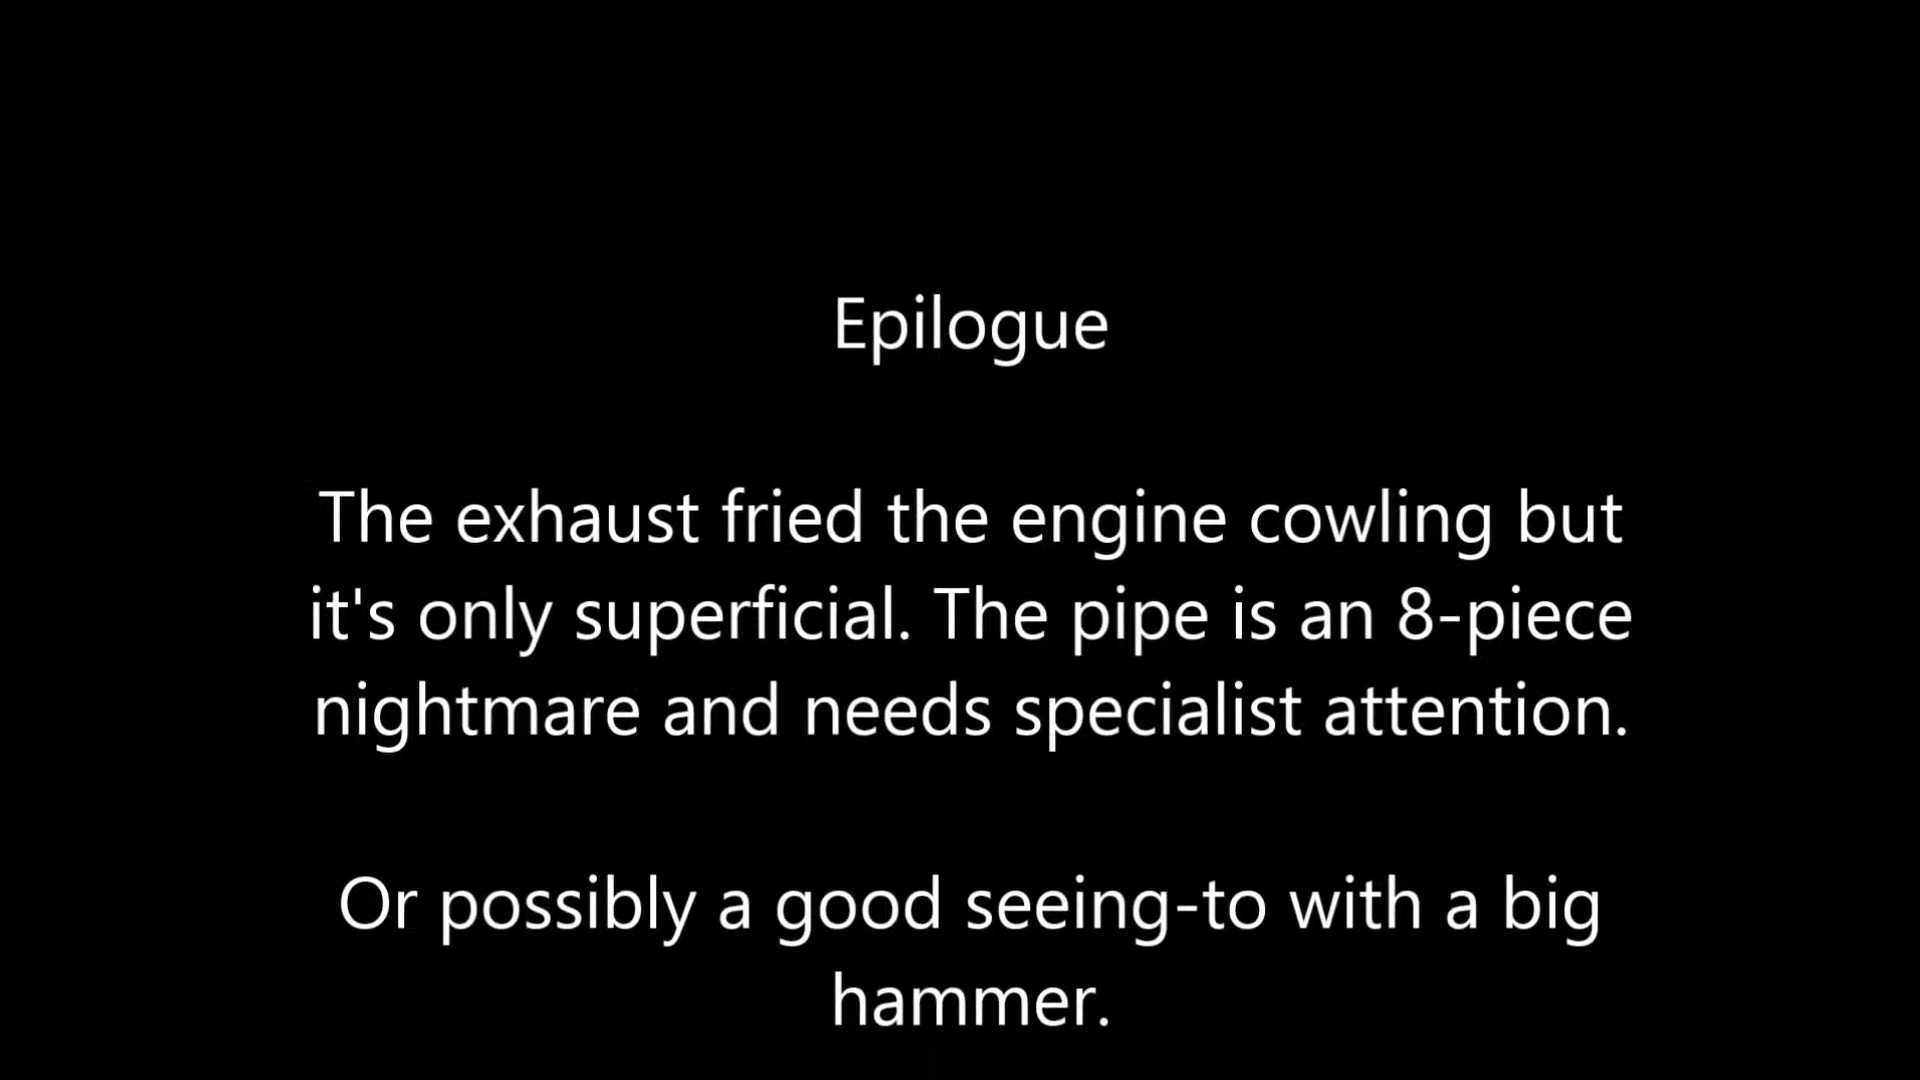 Epilogue
The exhaust fried the engine cowling but
it's only superficial. The pipe is an 8-piece
nightmare and needs specialist attention.
Or possibly a good seeing-to with a big
hammer.